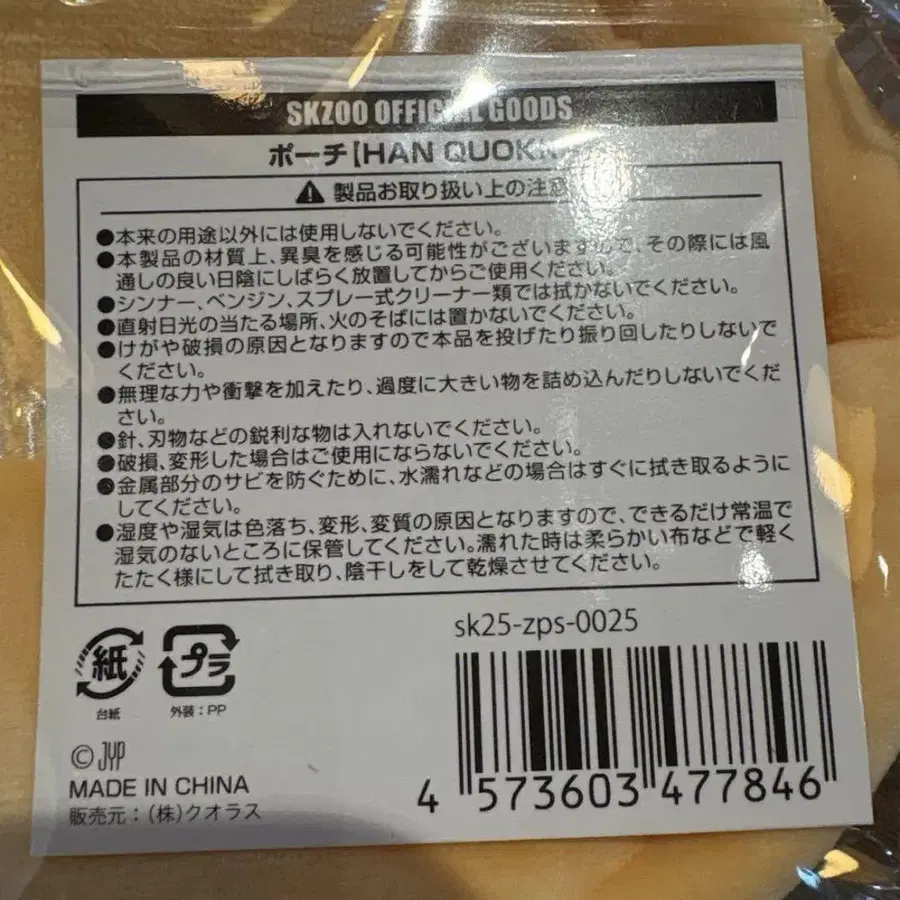 SKZOO OFFICIAL GOODS
ポーチ【HAN QUOKKA】
製品お取り扱い上の注意
●本来の用途以外には使用しないでください。
●本製品の材質上、異臭を感じる可能性がございますので、その際には風
通しの良い日陰にしばらく放置してからご使用ください。
●シンナー、ベンジン、スプレー式クリーナー類では拭かないでください。
●直射日光の当たる場所、火のそばには置かないでください。
●けがや破損の原因となりますので本品を投げたり振り回したりしないで
ください。
●無理な力や衝撃を加えたり、過度に大きい物を詰め込んだりしないでくだ
さい。
●針、刃物などの鋭利な物は入れないでください。
●破損、変形した場合はご使用にならないでください。
●金属部分のサビを防ぐために、水濡れなどの場合はすぐに拭き取るように
してください。
●湿度や湿気は色落ち、変形、変質の原因となりますので、できるだけ常温で
湿気のないところに保管してください。濡れた時は柔らかい布などで軽く
たたく様にして拭き取り、陰干しをして乾燥させてください。
sk25-zps-0025
紙 プラ
台紙 外装：PP
© JYP
MADE IN CHINA
販売元：(株)クオラス
4 573603 477846